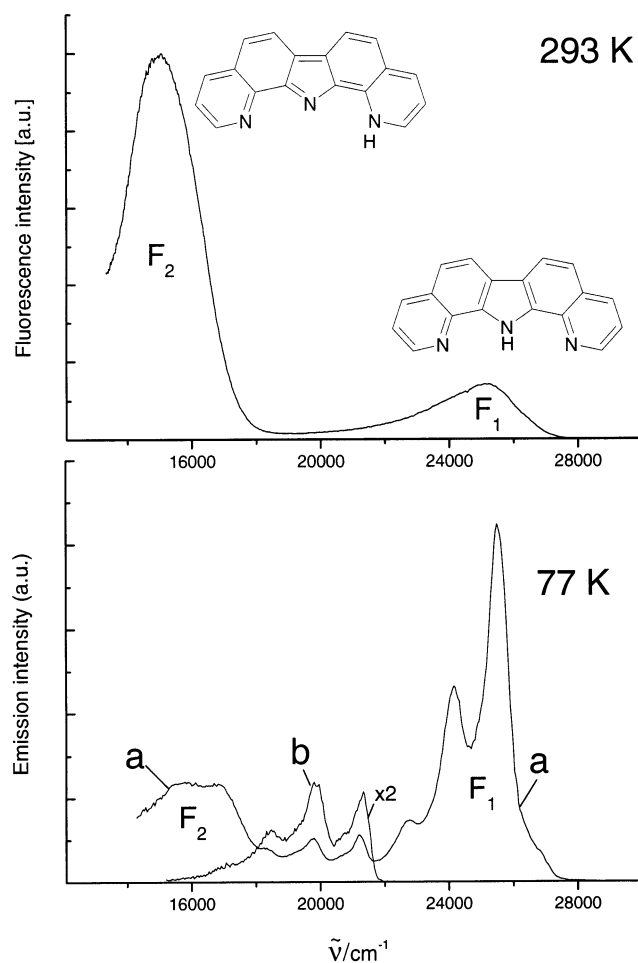 293 K
Fluorescence intensity [a.u.]
N
N
N
H
F2
N
N
H
N
F1
16000 20000 24000 28000
77 K
Emission intensity (a.u.)
a
b
x2
a
F2
F1
16000 20000 24000 28000
ṽ/cm-1